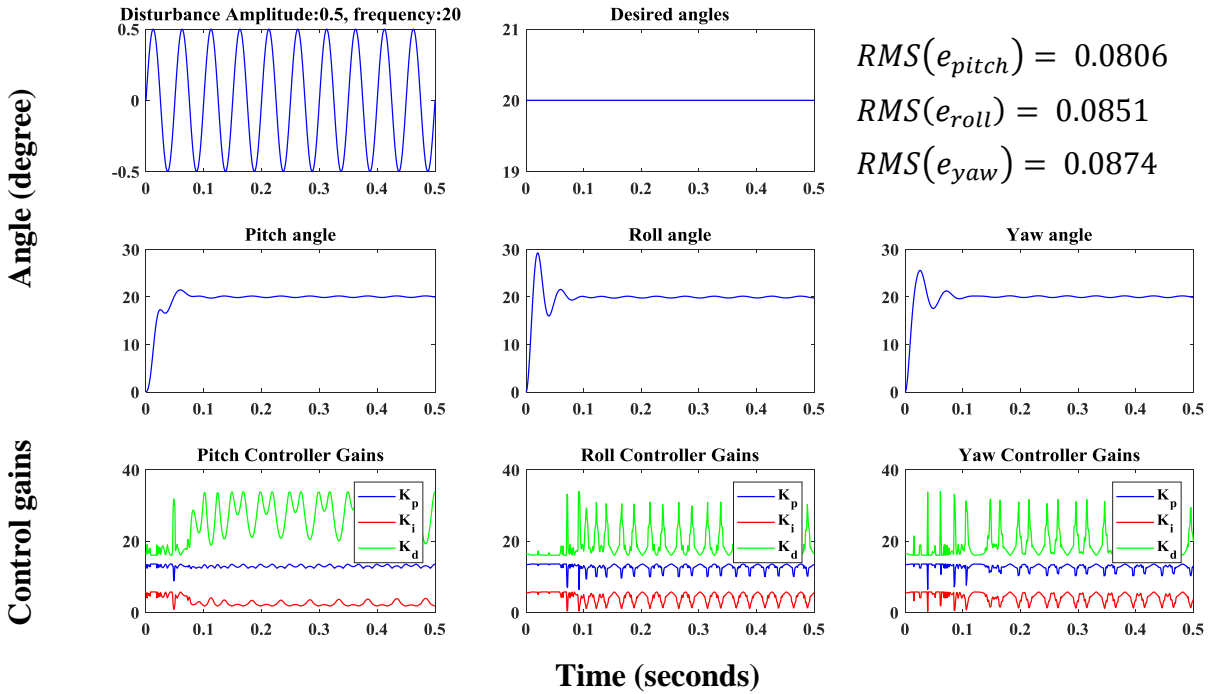 Disturbance Amplitude:0.5, frequency:20
0.5
0
-0.5
0 0.1 0.2 0.3 0.4 0.5
Desired angles
21
20
19
0 0.1 0.2 0.3 0.4 0.5
RMS(e_pitch) = 0.0806
RMS(e_roll) = 0.0851
RMS(e_yaw) = 0.0874
Angle (degree)
Pitch angle
30
20
10
0
0 0.1 0.2 0.3 0.4 0.5
Roll angle
30
20
10
0
0 0.1 0.2 0.3 0.4 0.5
Yaw angle
30
20
10
0
0 0.1 0.2 0.3 0.4 0.5
Control gains
Pitch Controller Gains
40
20
0
K_p
K_i
K_d
0 0.1 0.2 0.3 0.4 0.5
Roll Controller Gains
40
20
0
K_p
K_i
K_d
0 0.1 0.2 0.3 0.4 0.5
Yaw Controller Gains
40
20
0
K_p
K_i
K_d
0 0.1 0.2 0.3 0.4 0.5
Time (seconds)